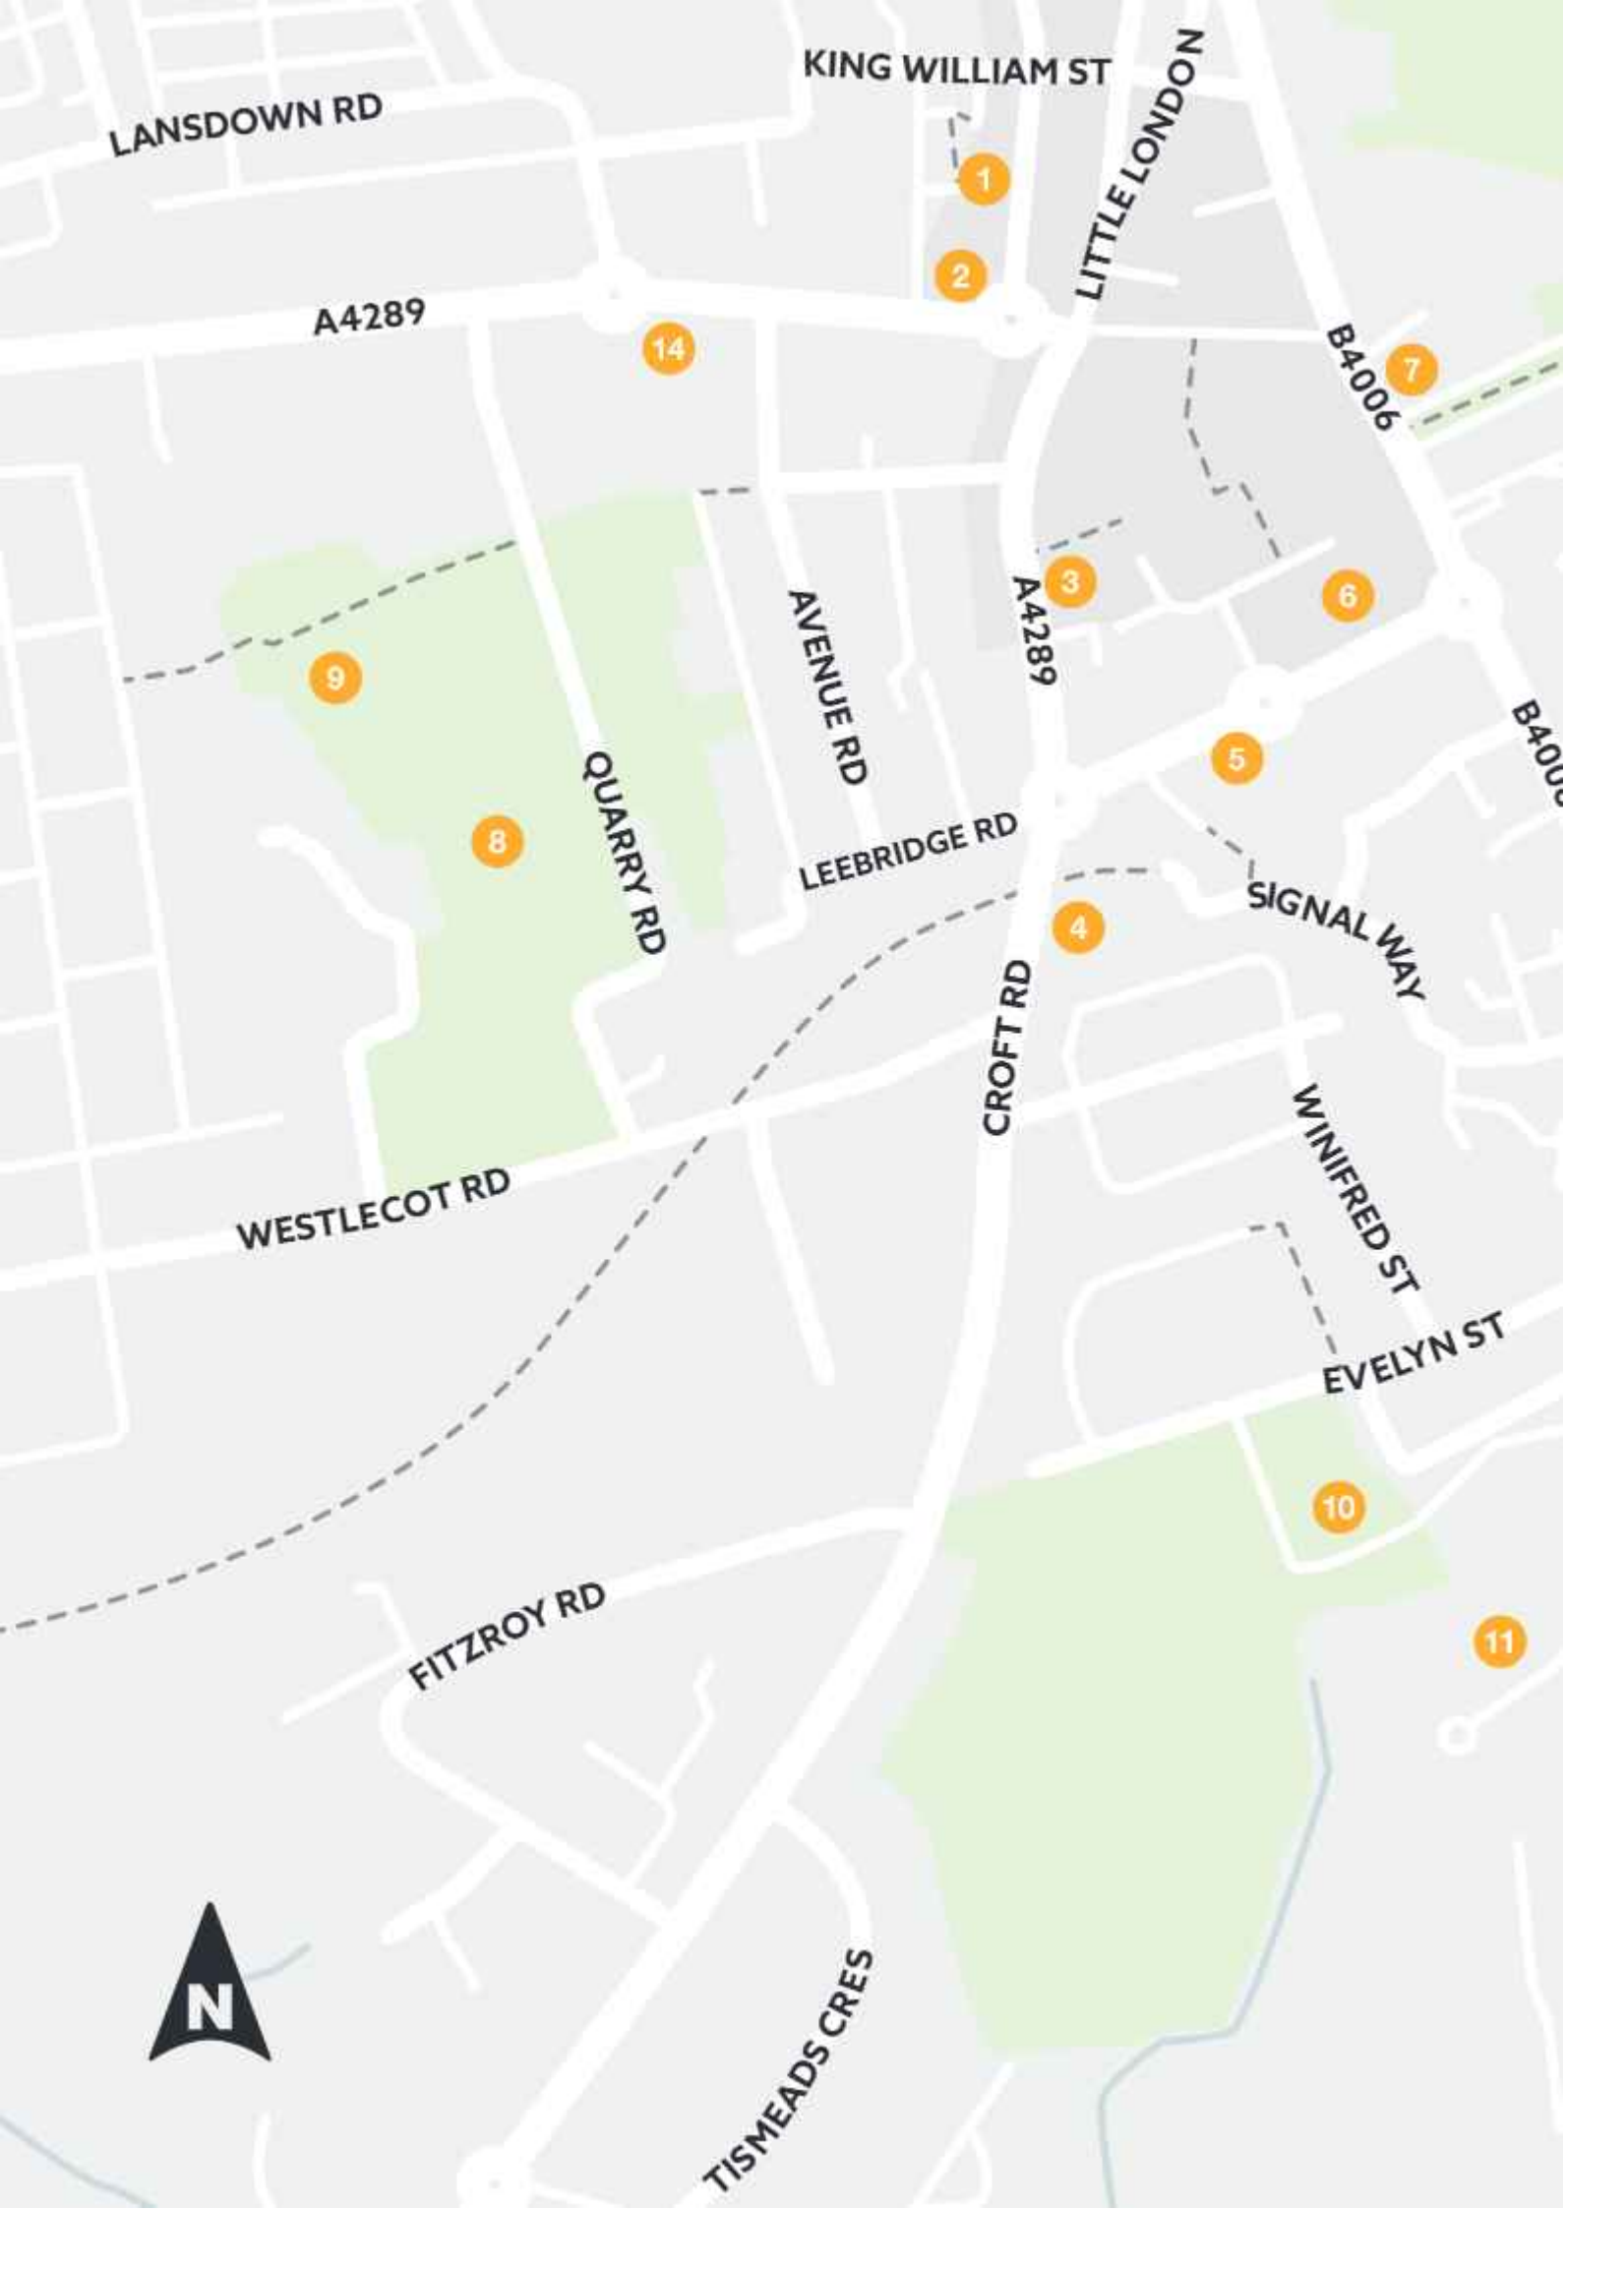 KING WILLIAM ST
LITTLE LONDON
LANSDOWN RD
1
2
A4289
14
B4006
7
3
6
A4289
AVENUE RD
9
5
B400
QUARRY RD
8
LEEBRIDGE RD
4
SIGNAL WAY
CROFT RD
WINIFRED ST
WESTLECOT RD
EVELYN ST
10
FITZROY RD
11
N
TISMEADS CRES